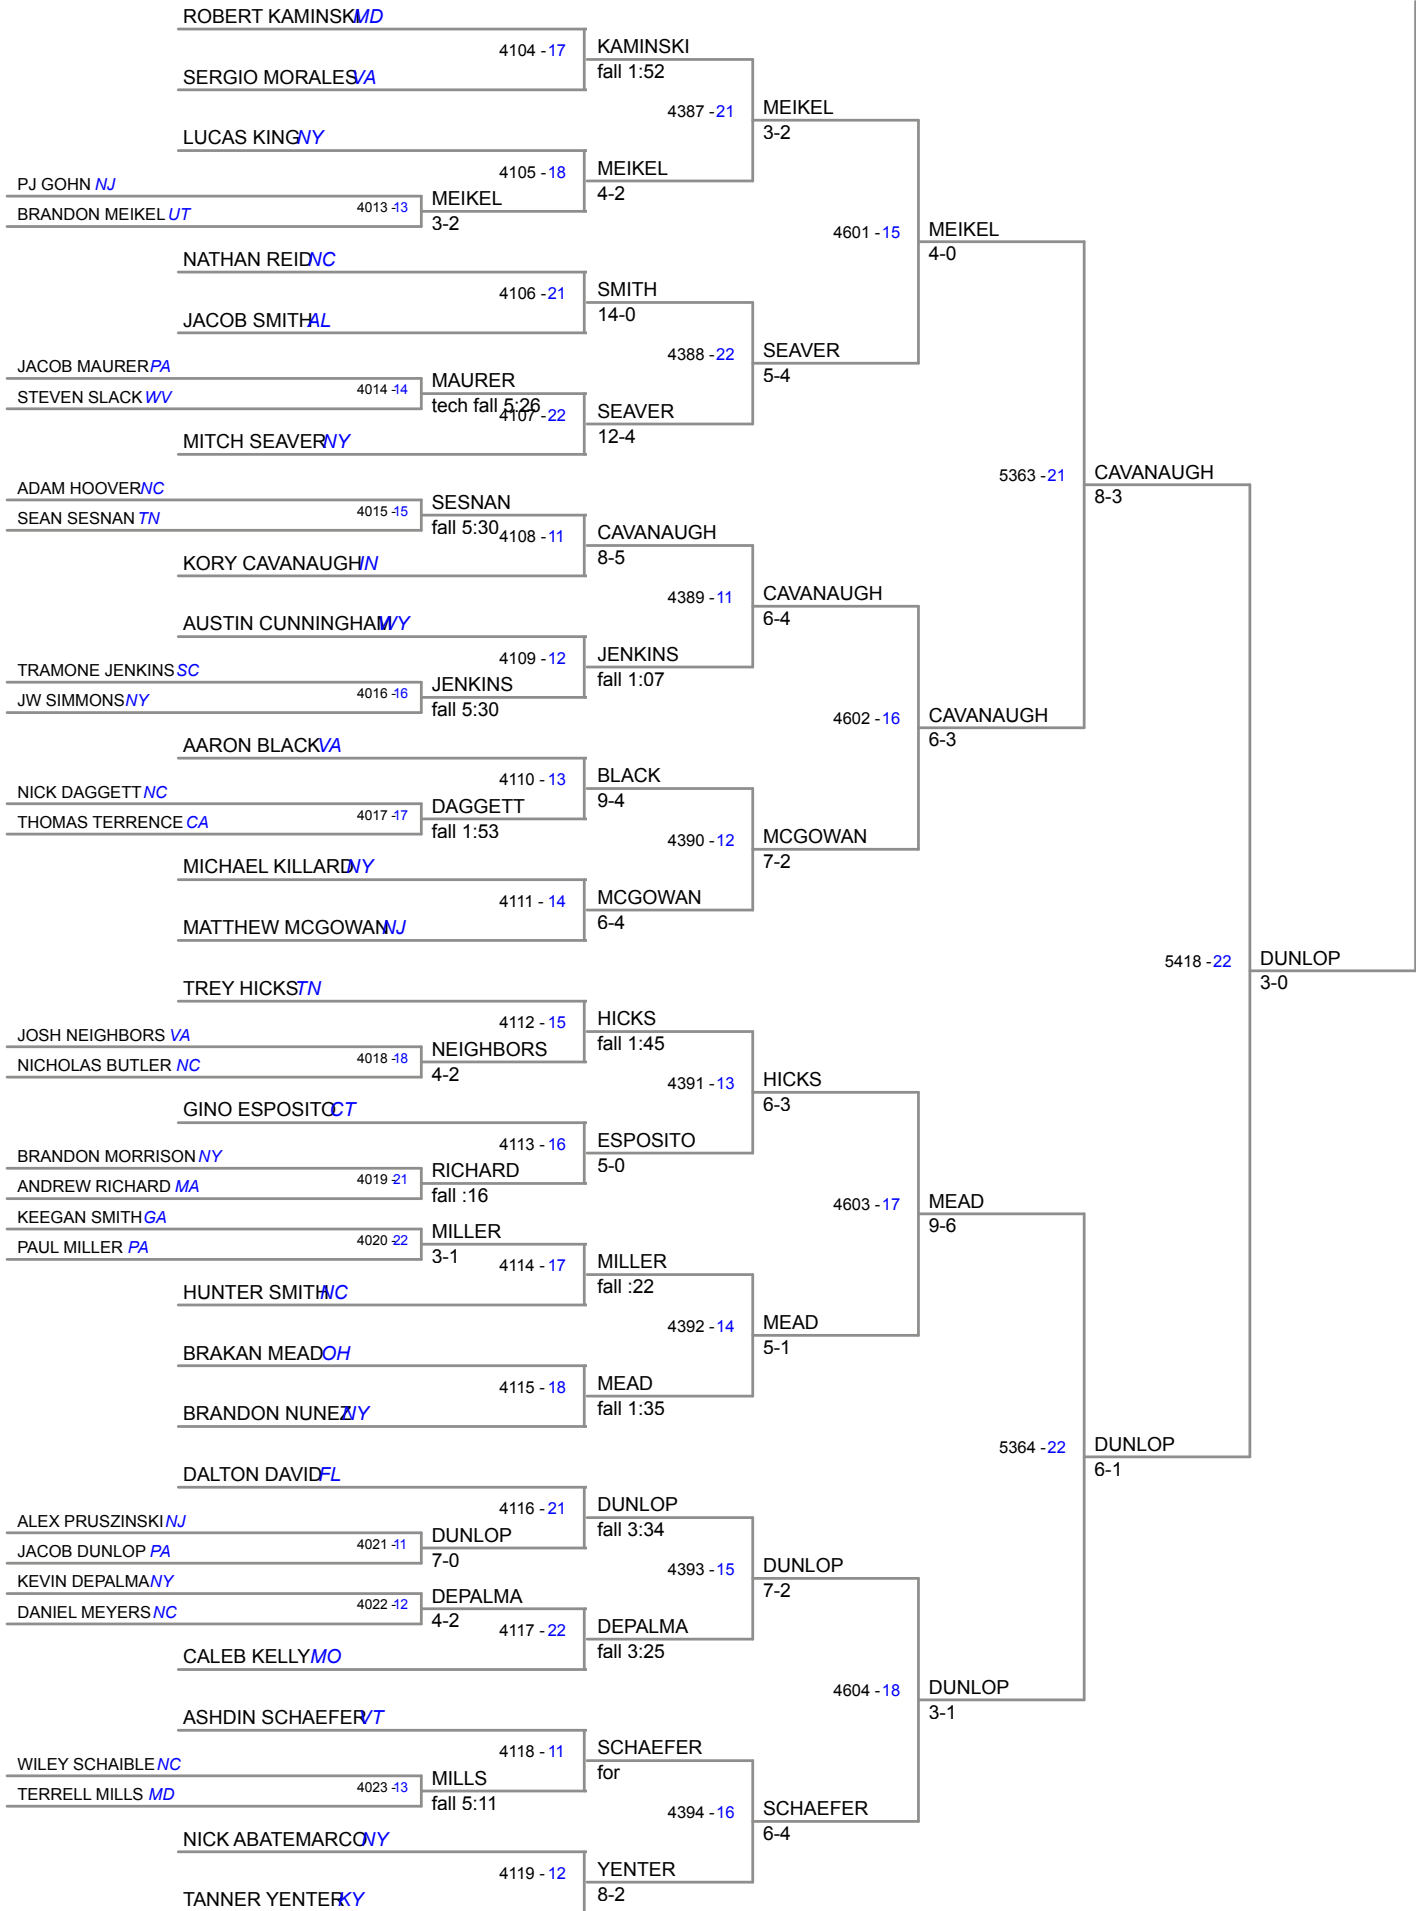 ROBERT KAMINSKI MD
4104 - 17 KAMINSKI
fall 1:52
SERGIO MORALES VA
4387 - 21 MEIKEL
3-2
LUCAS KING NY
4105 - 18 MEIKEL
4-2
PJ GOHN NJ
4013 -13 MEIKEL
3-2
BRANDON MEIKEL UT
4601 - 15 MEIKEL
4-0
NATHAN REID NC
4106 - 21 SMITH
14-0
JACOB SMITH AL
4388 - 22 SEAVER
5-4
JACOB MAURER PA
4014 -14 MAURER
tech fall 5:26
STEVEN SLACK WV
4107 - 22 SEAVER
12-4
MITCH SEAVER NY
5363 - 21 CAVANAUGH
8-3
ADAM HOOVER NC
4015 -15 SESNAN
fall 5:30
SEAN SESNAN TN
4108 - 11 CAVANAUGH
8-5
KORY CAVANAUGH IN
4389 - 11 CAVANAUGH
6-4
AUSTIN CUNNINGHAM WY
4109 - 12 JENKINS
fall 1:07
TRAMONE JENKINS SC
4016 -16 JENKINS
fall 5:30
JW SIMMONS NY
4602 - 16 CAVANAUGH
6-3
AARON BLACK VA
4110 - 13 BLACK
9-4
NICK DAGGETT NC
4017 -17 DAGGETT
fall 1:53
THOMAS TERRENCE CA
4390 - 12 MCGOWAN
7-2
MICHAEL KILLARD NY
4111 - 14 MCGOWAN
6-4
MATTHEW MCGOWAN NJ
5418 - 22 DUNLOP
3-0
TREY HICKS TN
4112 - 15 HICKS
fall 1:45
JOSH NEIGHBORS VA
4018 -18 NEIGHBORS
4-2
NICHOLAS BUTLER NC
4391 - 13 HICKS
6-3
GINO ESPOSITO CT
4113 - 16 ESPOSITO
5-0
BRANDON MORRISON NY
4019 -21 RICHARD
fall :16
ANDREW RICHARD MA
4603 - 17 MEAD
9-6
KEEGAN SMITH GA
4020 -22 MILLER
3-1
PAUL MILLER PA
4114 - 17 MILLER
fall :22
HUNTER SMITH NC
4392 - 14 MEAD
5-1
BRAKAN MEAD OH
4115 - 18 MEAD
fall 1:35
BRANDON NUNEZ NY
5364 - 22 DUNLOP
6-1
DALTON DAVID FL
4116 - 21 DUNLOP
fall 3:34
ALEX PRUSZINSKI NJ
4021 -11 DUNLOP
7-0
JACOB DUNLOP PA
4393 - 15 DUNLOP
7-2
KEVIN DEPALMA NY
4022 -12 DEPALMA
4-2
DANIEL MEYERS NC
4117 - 22 DEPALMA
fall 3:25
CALEB KELLY MO
4604 - 18 DUNLOP
3-1
ASHDIN SCHAEFER VT
4118 - 11 SCHAEFER
for
WILEY SCHAIBLE NC
4023 -13 MILLS
fall 5:11
TERRELL MILLS MD
4394 - 16 SCHAEFER
6-4
NICK ABATEMARCO NY
4119 - 12 YENTER
8-2
TANNER YENTER KY